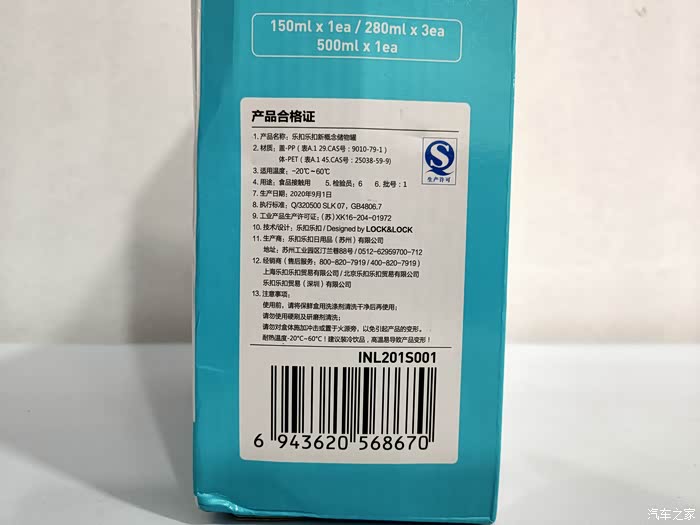 150ml x 1ea / 280ml x 3ea
500ml x 1ea
产品合格证
1. 产品名称：乐扣乐扣新概念储物罐
2. 材质：盖-PP（表A.1 29.CAS号：9010-79-1）
体-PET（表A.1 45.CAS号：25038-59-9)
3. 适用温度：-20℃~60℃
4. 用途：食品接触用 5. 检验员：6 6. 批号：1
7. 生产日期：2020年9月1日
8. 执行标准：Q/320500 SLK 07，GB4806.7
9. 工业产品生产许可证：(苏) XK16-204-01972
10. 技术/设计：乐扣乐扣 / Designed by LOCK&LOCK
11. 生产商：乐扣乐扣日用品（苏州）有限公司
地址：苏州工业园区汀兰巷88号 / 0512-62959700-712
12. 经销商（售后服务：800-820-7919 / 400-820-7919）
上海乐扣乐扣贸易有限公司 / 北京乐扣乐扣贸易有限公司
乐扣乐扣贸易（深圳）有限公司
13. 注意事项：
使用前，请将保鲜盒用洗涤剂清洗干净后再使用；
请勿使用硬刷及研磨剂清洗；
请勿对盒体施加冲击或置于火源旁，以免引起产品的变形。
耐热温度-20℃~60℃！建议装冷饮品，高温易导致产品变形！
QS
生产许可
INL201S001
6 943620 568670
汽车之家